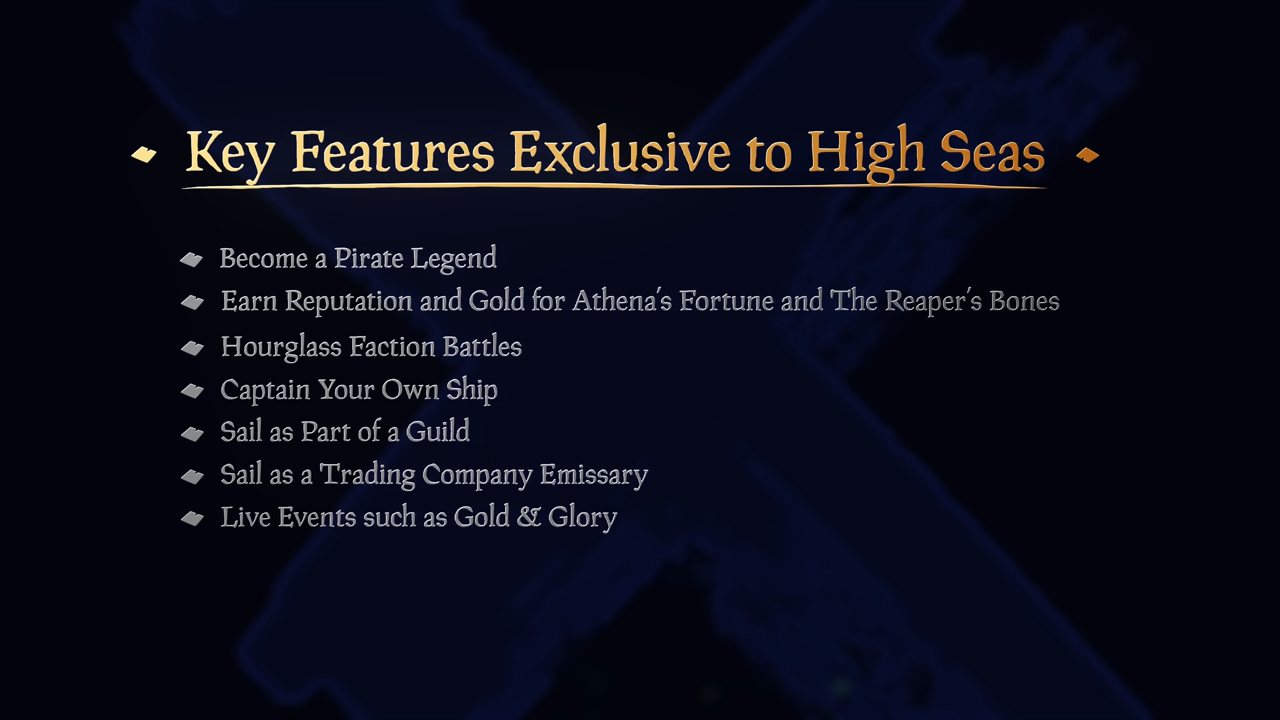 Key Features Exclusive to High Seas
Become a Pirate Legend
Earn Reputation and Gold for Athena's Fortune and The Reaper's Bones
Hourglass Faction Battles
Captain Your Own Ship
Sail as Part of a Guild
Sail as a Trading Company Emissary
Live Events such as Gold & Glory